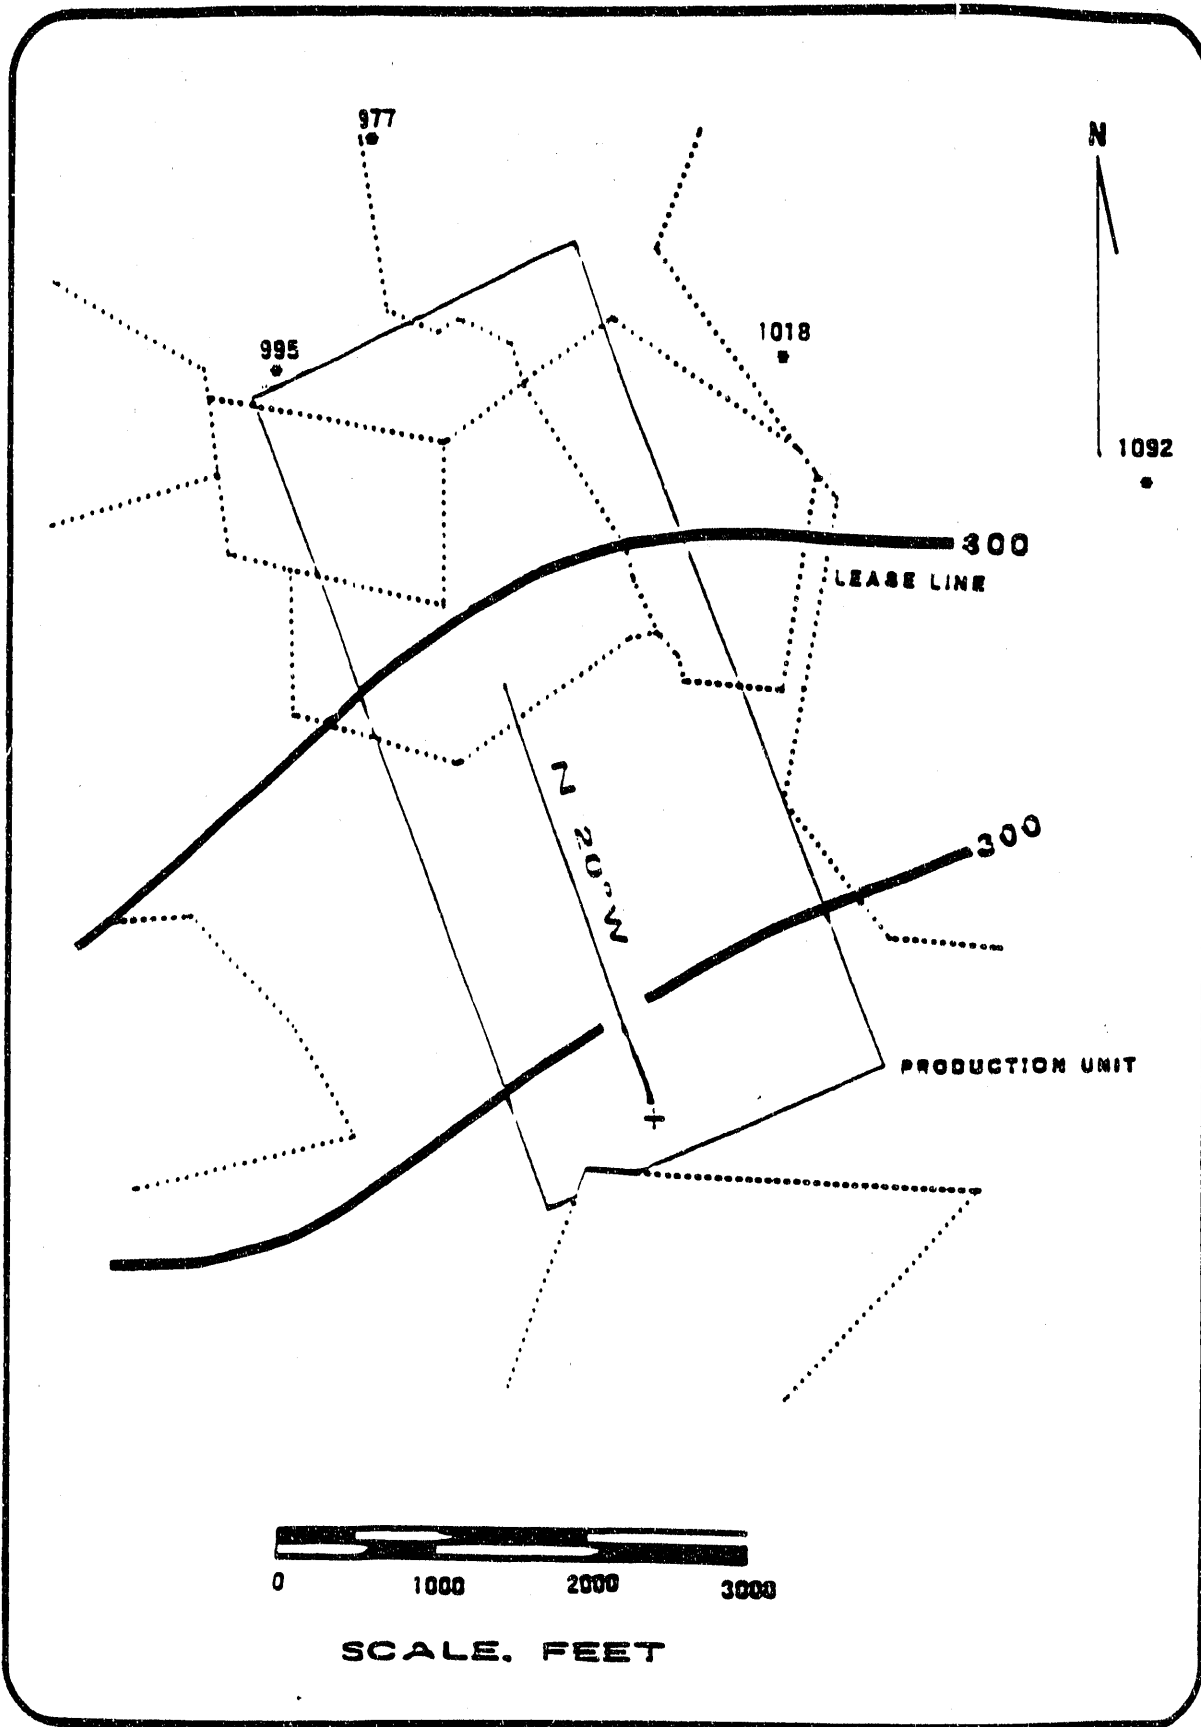 977
N
1018
995
1092
300
LEASE LINE
300
N 20° W
PRODUCTION UNIT
0 1000 2000 3000
SCALE, FEET